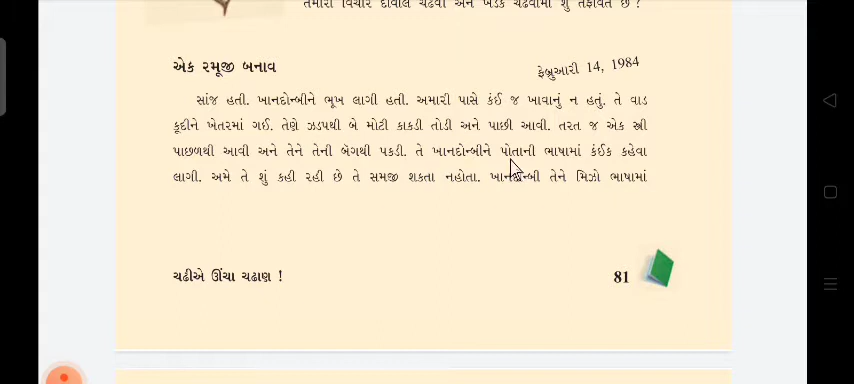 તમારા વિચારે દીવાલ ચઢવી અને ખડક ચઢવામાં શું તફાવત છે ?
એક રમૂજી બનાવ
ફેબ્રુઆરી 14, 1984
સાંજ હતી. ખાનદોન્બીને ભૂખ લાગી હતી. અમારી પાસે કંઈ જ ખાવાનું ન હતું. તે વાડ
કૂદીને ખેતરમાં ગઈ. તેણે ઝડપથી બે મોટી કાકડી તોડી અને પાછી આવી. તરત જ એક સ્ત્રી
પાછળથી આવી અને તેને તેની બૅગથી પકડી. તે ખાનદોન્બીને પોતાની ભાષામાં કંઈક કહેવા
લાગી. અમે તે શું કહી રહી છે તે સમજી શકતા નહોતા. ખાનદોન્બી તેને મિઝો ભાષામાં
ચઢીએ ઊંચા ચઢાણ !
81